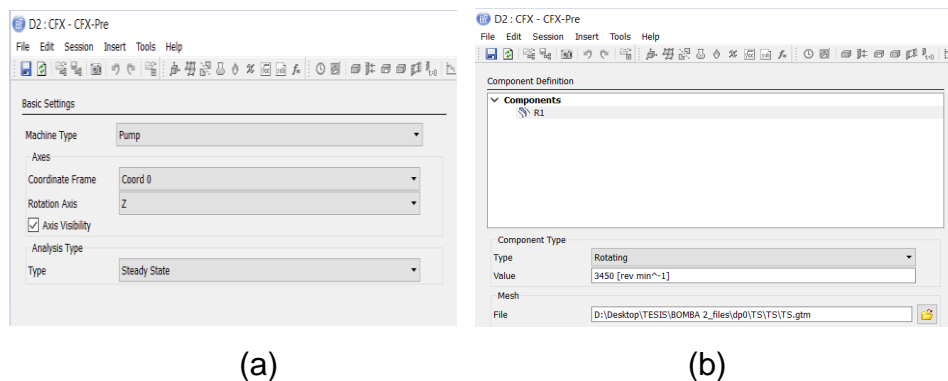 D2 : CFX - CFX-Pre
File Edit Session Insert Tools Help
Basic Settings
Machine Type Pump
Axes
Coordinate Frame Coord 0
Rotation Axis Z
Axis Visibility
Analysis Type
Type Steady State
(a)
D2 : CFX - CFX-Pre
File Edit Session Insert Tools Help
Component Definition
Components
R1
Component Type
Type Rotating
Value 3450 [rev min^-1]
Mesh
File D:\Desktop\TESIS\BOMBA 2_files\dp0\TS\TS\TS.gtm
(b)